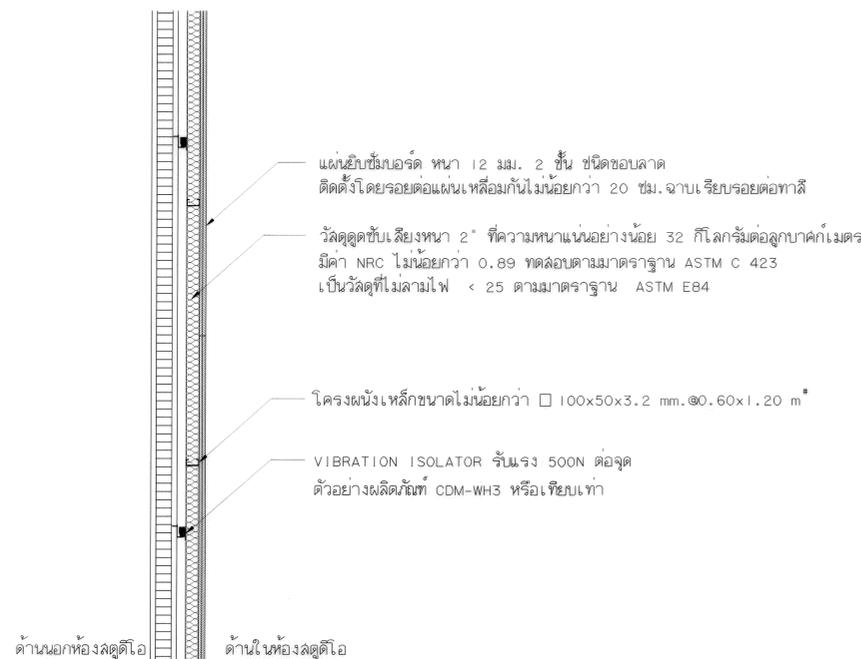 แผ่นยิบซั่มบอร์ด หนา 12 มม. 2 ชั้น ชนิดขอบลาด
ติดตั้งโดยรอยต่อแผ่นเหลื่อมกันไม่น้อยกว่า 20 ซม.ฉาบเรียบรอยต่อทาสี
วัสดุดูดซับเสียงหนา 2" ที่ความหนาแน่นอย่างน้อย 32 กิโลกรัมต่อลูกบาศก์เมตร
มีค่า NRC ไม่น้อยกว่า 0.89 ทดสอบตามมาตราฐาน ASTM C 423
เป็นวัสดุที่ไม่ลามไฟ < 25 ตามมาตราฐาน ASTM E84
โครงผนังเหล็กขนาดไม่น้อยกว่า □ 100x50x3.2 mm.@0.60x1.20 m
VIBRATION ISOLATOR รับแรง 500N ต่อจุด
ตัวอย่างผลิตภัณฑ์ CDM-WH3 หรือเทียบเท่า
ด้านนอกห้องสตูดิโอ ด้านในห้องสตูดิโอ